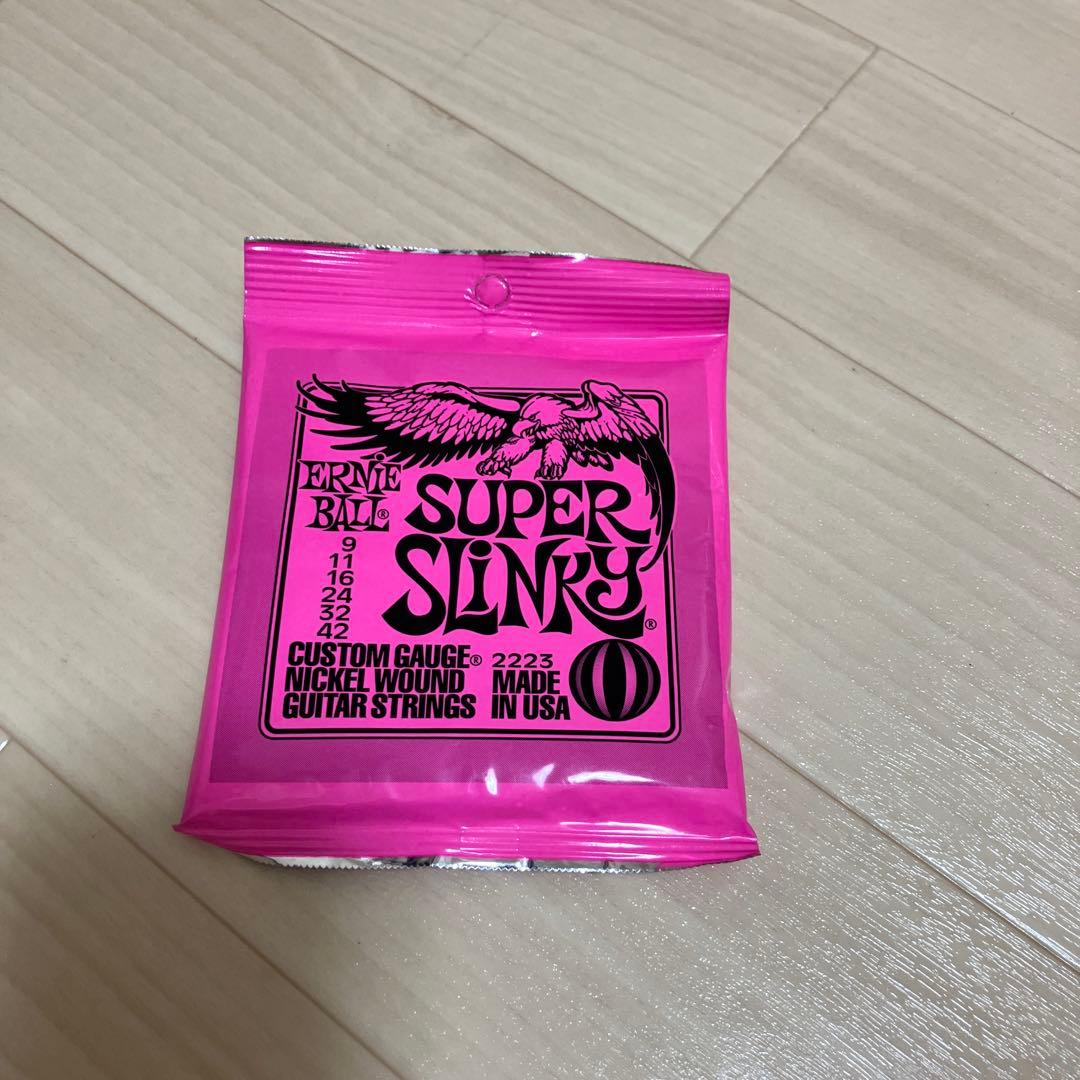 ERNIE
BALL®
SUPER
SLINKY®
9
11
16
24
32
42
CUSTOM GAUGE®
NICKEL WOUND
GUITAR STRINGS
2223
MADE
IN USA